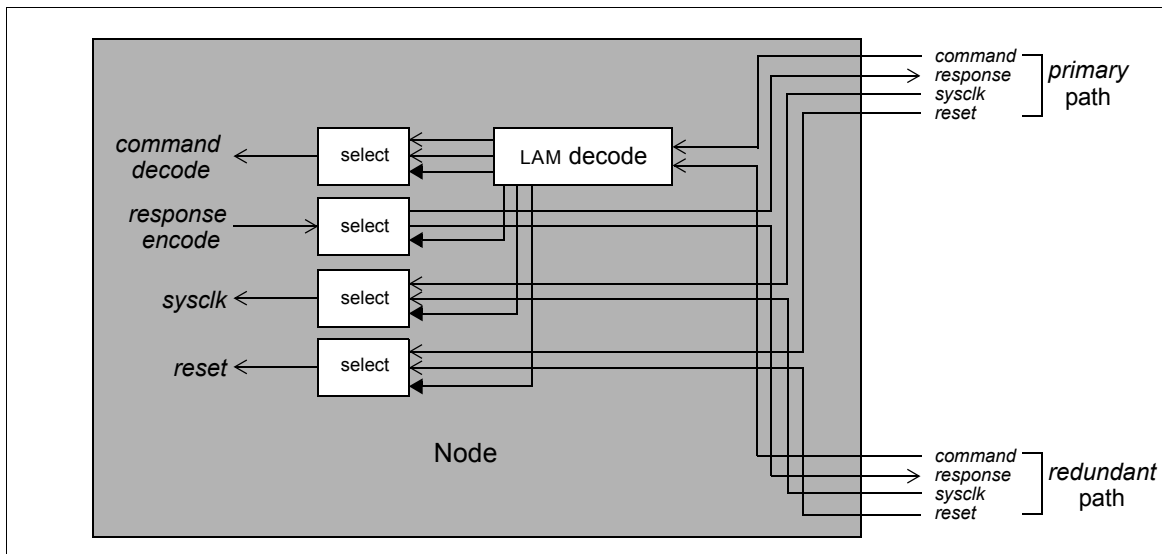 command
response
sysclk
reset
primary
path
command
decode
select
LAM decode
response
encode
select
sysclk
select
reset
select
Node
command
response
sysclk
reset
redundant
path